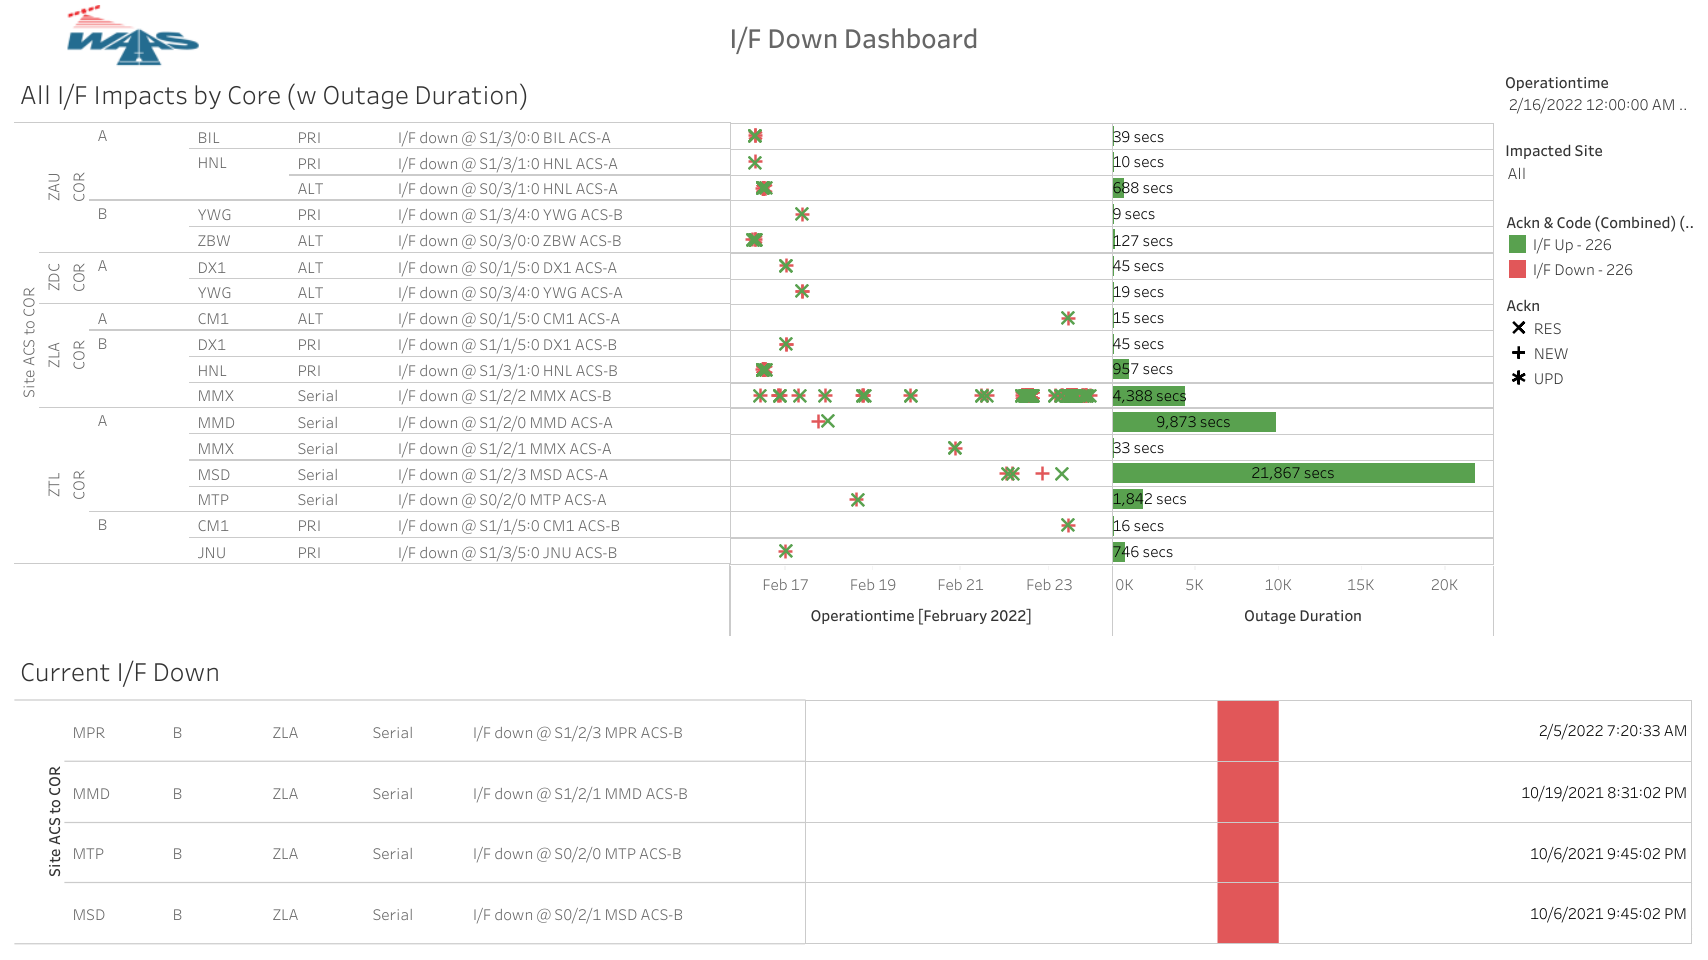 WAAS
I/F Down Dashboard
All I/F Impacts by Core (w Outage Duration)
Operationtime
2/16/2022 12:00:00 AM ..
Impacted Site
All
Ackn & Code (Combined) (..
I/F Up - 226
I/F Down - 226
Ackn
RES
NEW
UPD
Site ACS to COR
ZAU COR
A BIL PRI I/F down @ S1/3/0:0 BIL ACS-A 39 secs
HNL PRI I/F down @ S1/3/1:0 HNL ACS-A 10 secs
ALT I/F down @ S0/3/1:0 HNL ACS-A 688 secs
B YWG PRI I/F down @ S1/3/4:0 YWG ACS-B 9 secs
ZBW ALT I/F down @ S0/3/0:0 ZBW ACS-B 127 secs
ZDC COR
A DX1 ALT I/F down @ S0/1/5:0 DX1 ACS-A 45 secs
YWG ALT I/F down @ S0/3/4:0 YWG ACS-A 19 secs
ZLA COR
A CM1 ALT I/F down @ S0/1/5:0 CM1 ACS-A 15 secs
B DX1 PRI I/F down @ S1/1/5:0 DX1 ACS-B 45 secs
HNL PRI I/F down @ S1/3/1:0 HNL ACS-B 957 secs
MMX Serial I/F down @ S1/2/2 MMX ACS-B 4,388 secs
ZTL COR
A MMD Serial I/F down @ S1/2/0 MMD ACS-A 9,873 secs
MMX Serial I/F down @ S1/2/1 MMX ACS-A 33 secs
MSD Serial I/F down @ S1/2/3 MSD ACS-A 21,867 secs
MTP Serial I/F down @ S0/2/0 MTP ACS-A 1,842 secs
B CM1 PRI I/F down @ S1/1/5:0 CM1 ACS-B 16 secs
JNU PRI I/F down @ S1/3/5:0 JNU ACS-B 746 secs
Feb 17 Feb 19 Feb 21 Feb 23 0K 5K 10K 15K 20K
Operationtime [February 2022] Outage Duration
Current I/F Down
Site ACS to COR
MPR B ZLA Serial I/F down @ S1/2/3 MPR ACS-B 2/5/2022 7:20:33 AM
MMD B ZLA Serial I/F down @ S1/2/1 MMD ACS-B 10/19/2021 8:31:02 PM
MTP B ZLA Serial I/F down @ S0/2/0 MTP ACS-B 10/6/2021 9:45:02 PM
MSD B ZLA Serial I/F down @ S0/2/1 MSD ACS-B 10/6/2021 9:45:02 PM